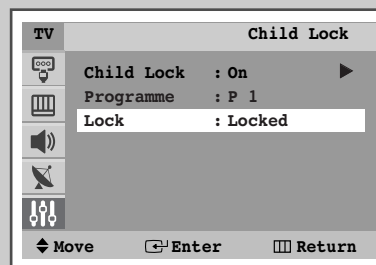 TV Child Lock
Child Lock : On
Programme : P 1
Lock : Locked
Move Enter Return